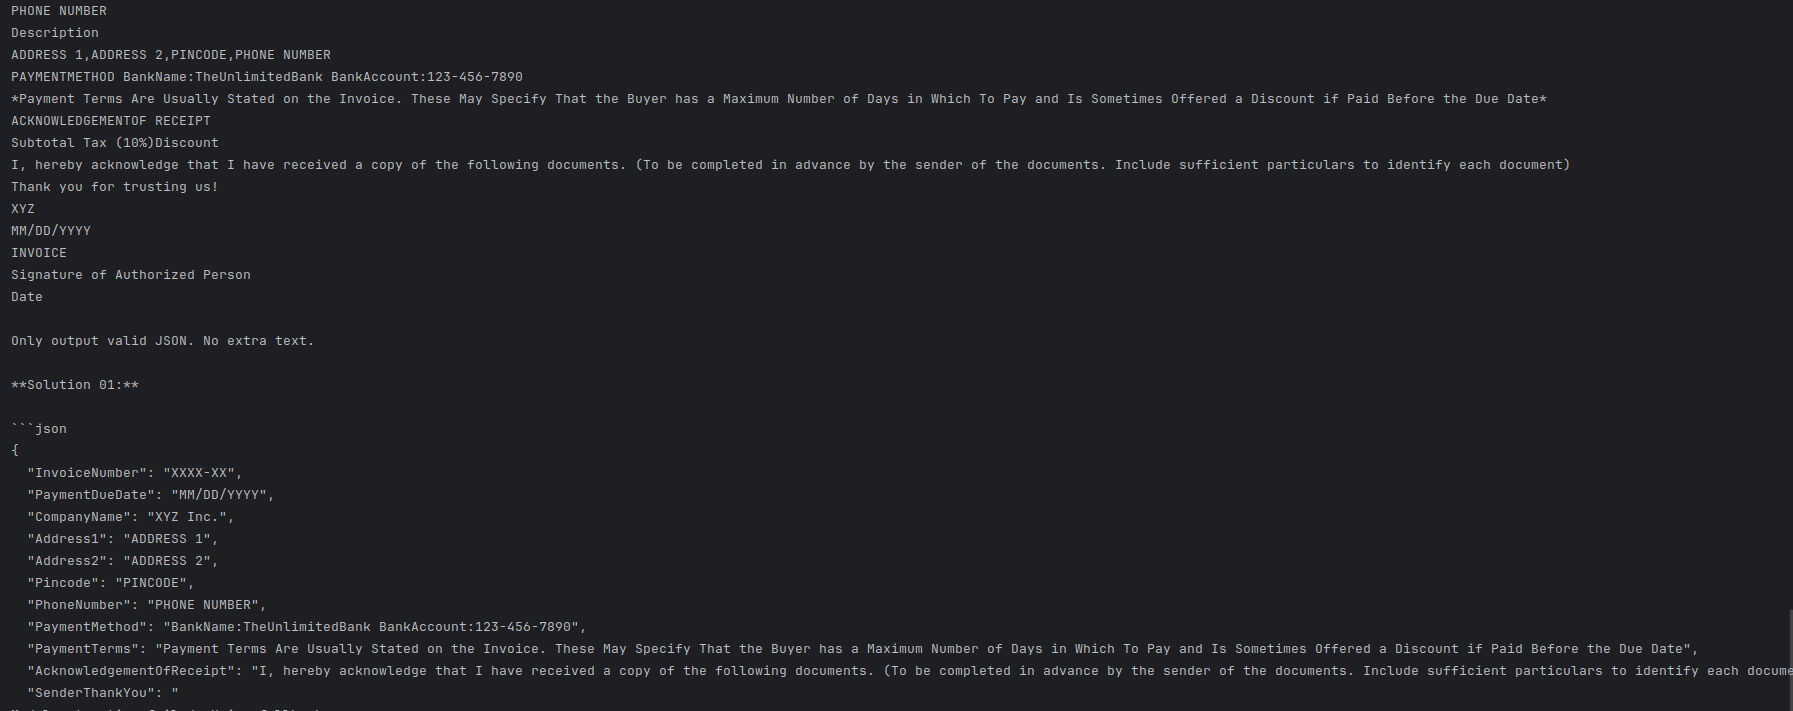 PHONE NUMBER
Description
ADDRESS 1,ADDRESS 2,PINCODE,PHONE NUMBER
PAYMENTMETHOD BankName:TheUnlimitedBank BankAccount:123-456-7890
*Payment Terms Are Usually Stated on the Invoice. These May Specify That the Buyer has a Maximum Number of Days in Which To Pay and Is Sometimes Offered a Discount if Paid Before the Due Date*
ACKNOWLEDGEMENTOF RECEIPT
Subtotal Tax (10%)Discount
I, hereby acknowledge that I have received a copy of the following documents. (To be completed in advance by the sender of the documents. Include sufficient particulars to identify each document)
Thank you for trusting us!
XYZ
MM/DD/YYYY
INVOICE
Signature of Authorized Person
Date
Only output valid JSON. No extra text.
**Solution 01:**
```json
{
  "InvoiceNumber": "XXXX-XX",
  "PaymentDueDate": "MM/DD/YYYY",
  "CompanyName": "XYZ Inc.",
  "Address1": "ADDRESS 1",
  "Address2": "ADDRESS 2",
  "Pincode": "PINCODE",
  "PhoneNumber": "PHONE NUMBER",
  "PaymentMethod": "BankName:TheUnlimitedBank BankAccount:123-456-7890",
  "PaymentTerms": "Payment Terms Are Usually Stated on the Invoice. These May Specify That the Buyer has a Maximum Number of Days in Which To Pay and Is Sometimes Offered a Discount if Paid Before the Due Date",
  "AcknowledgementOfReceipt": "I, hereby acknowledge that I have received a copy of the following documents. (To be completed in advance by the sender of the documents. Include sufficient particulars to identify each docume
  "SenderThankYou": "